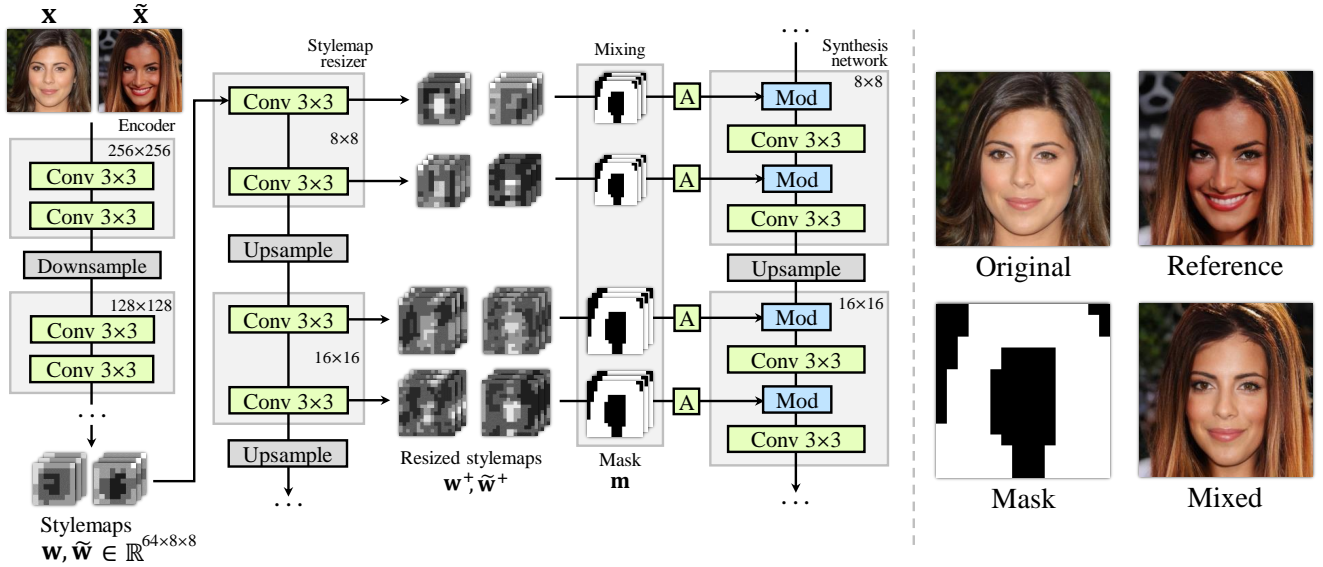 x
x̃
Encoder
256×256
Conv 3×3
Conv 3×3
Downsample
128×128
Conv 3×3
Conv 3×3
...
Stylemaps
w, w̃ ∈ ℝ^64×8×8
Stylemap
resizer
Conv 3×3
8×8
Conv 3×3
Upsample
Conv 3×3
16×16
Conv 3×3
Upsample
...
Resized stylemaps
w⁺, w̃⁺
Mixing
Mask
m
A
A
A
A
...
Synthesis
network
8×8
Mod
Conv 3×3
Mod
Conv 3×3
Upsample
16×16
Mod
Conv 3×3
Mod
Conv 3×3
...
Original
Reference
Mask
Mixed